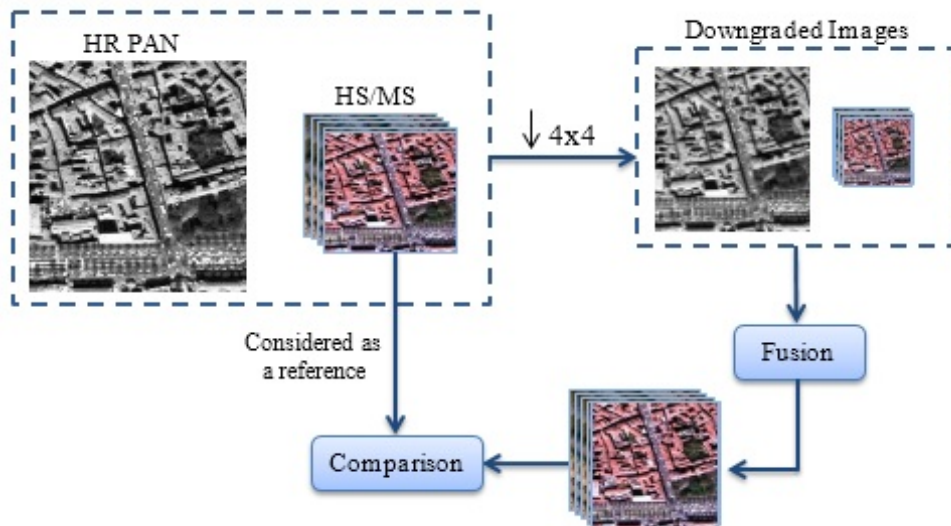 HR PAN
HS/MS
↓ 4x4
Downgraded Images
Considered as
a reference
Fusion
Comparison